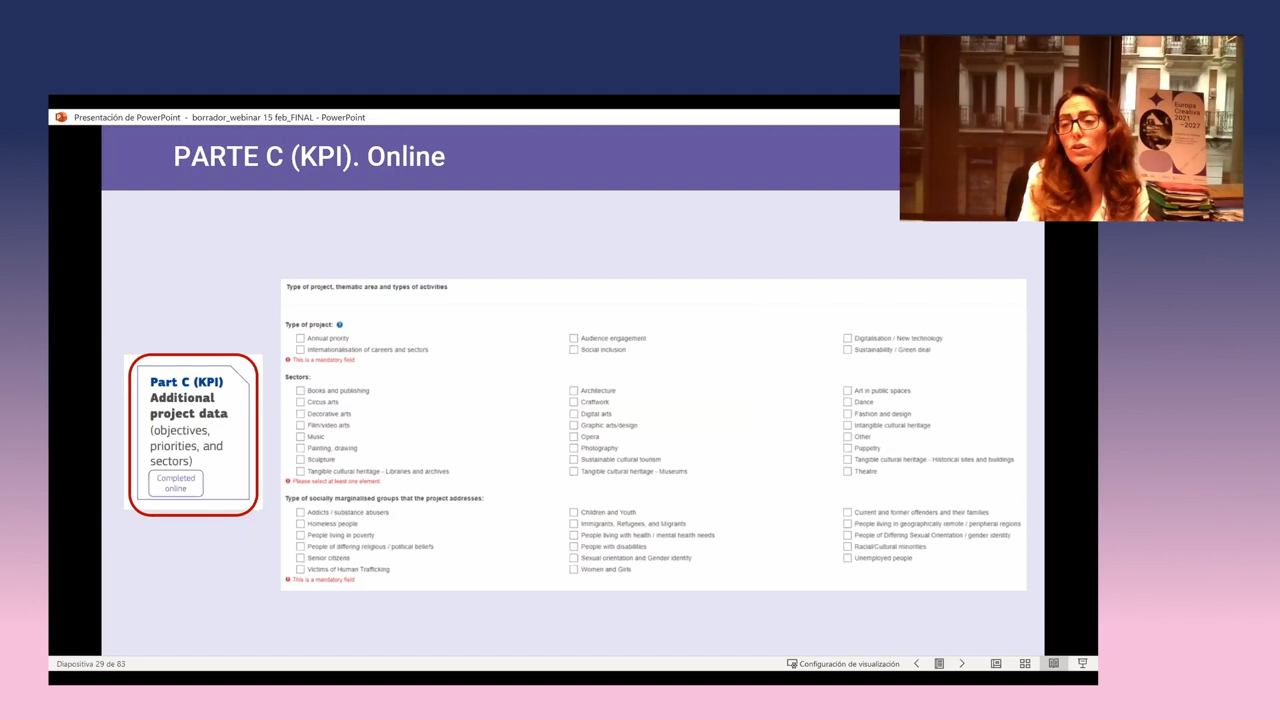 Presentación de PowerPoint - borrador_webinar 15 feb_FINAL - PowerPoint
PARTE C (KPI). Online
Europa
Creativa
2021
-2027
Part C (KPI)
Additional
project data
(objectives,
priorities, and
sectors)
Completed
online
Type of project, thematic area and types of activities
Type of project:
Annual priority
Audience engagement
Digitalisation / New technology
Internationalisation of careers and sectors
Social inclusion
Sustainability / Green deal
This is a mandatory field
Sectors:
Books and publishing
Architecture
Art in public spaces
Circus arts
Craftwork
Dance
Decorative arts
Digital arts
Fashion and design
Film/video arts
Graphic arts/design
Intangible cultural heritage
Music
Opera
Other
Painting, drawing
Photography
Puppetry
Sculpture
Sustainable cultural tourism
Tangible cultural heritage - Historical sites and buildings
Tangible cultural heritage - Libraries and archives
Tangible cultural heritage - Museums
Theatre
Please select at least one element.
Type of socially marginalised groups that the project addresses:
Addicts / substance abusers
Children and Youth
Current and former offenders and their families
Homeless people
Immigrants, Refugees, and Migrants
People living in geographically remote / peripheral regions
People living in poverty
People living with health / mental health needs
People of Differing Sexual Orientation / gender identity
People of differing religious / political beliefs
People with disabilities
Racial/Cultural minorities
Senior citizens
Sexual orientation and Gender identity
Unemployed people
Victims of Human Trafficking
Women and Girls
This is a mandatory field
Diapositiva 29 de 83
Configuración de visualización